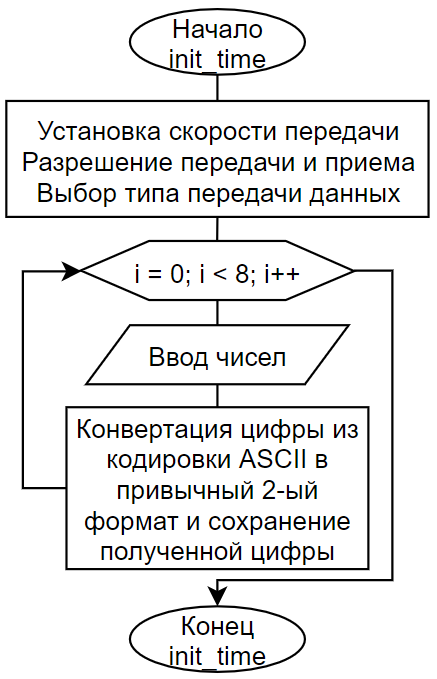 Начало
init_time
Установка скорости передачи
Разрешение передачи и приема
Выбор типа передачи данных
i = 0; i < 8; i++
Ввод чисел
Конвертация цифры из
кодировки ASCII в
привычный 2-ый
формат и сохранение
полученной цифры
Конец
init_time